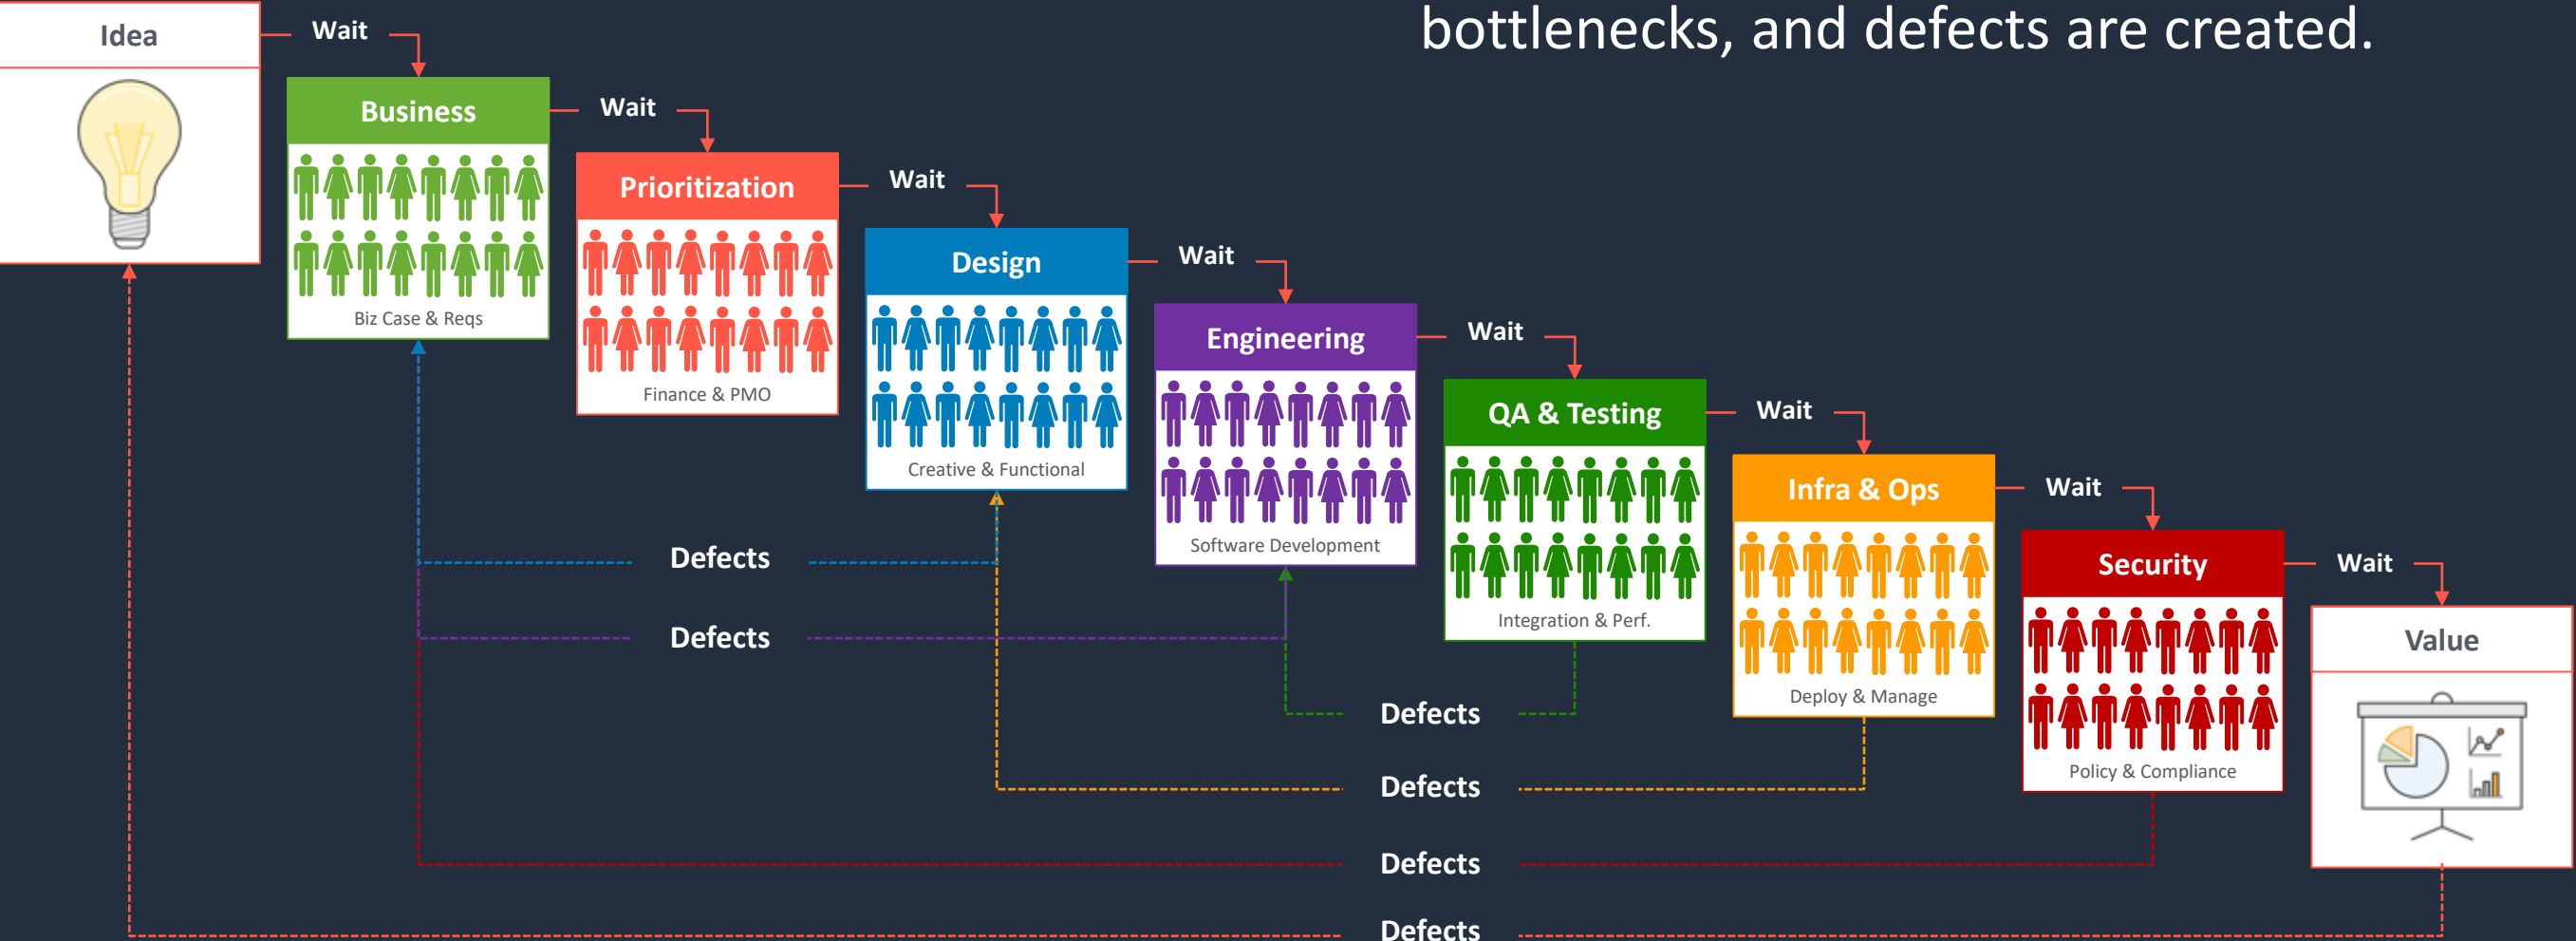 bottlenecks, and defects are created.
Idea
Wait
Business
Biz Case & Reqs
Wait
Prioritization
Finance & PMO
Wait
Design
Creative & Functional
Wait
Engineering
Software Development
Wait
QA & Testing
Integration & Perf.
Wait
Infra & Ops
Deploy & Manage
Wait
Security
Policy & Compliance
Wait
Value
Defects
Defects
Defects
Defects
Defects
Defects